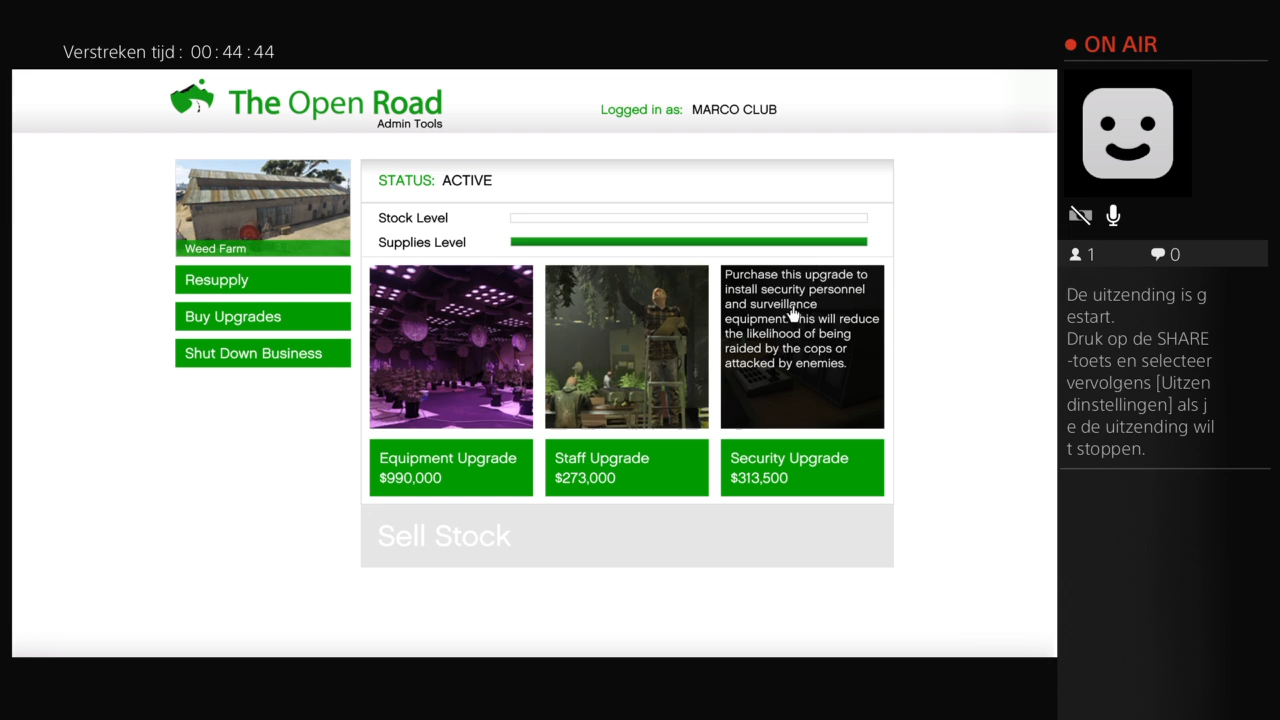 Verstreken tijd : 00 : 44 : 44
ON AIR
The Open Road
Admin Tools
Logged in as: MARCO CLUB
Weed Farm
Resupply
Buy Upgrades
Shut Down Business
STATUS: ACTIVE
Stock Level
Supplies Level
Purchase this upgrade to
install security personnel
and surveillance
equipment. This will reduce
the likelihood of being
raided by the cops or
attacked by enemies.
Equipment Upgrade
$990,000
Staff Upgrade
$273,000
Security Upgrade
$313,500
Sell Stock
1
0
De uitzending is g
estart.
Druk op de SHARE
-toets en selecteer
vervolgens [Uitzen
dinstellingen] als j
e de uitzending wil
t stoppen.